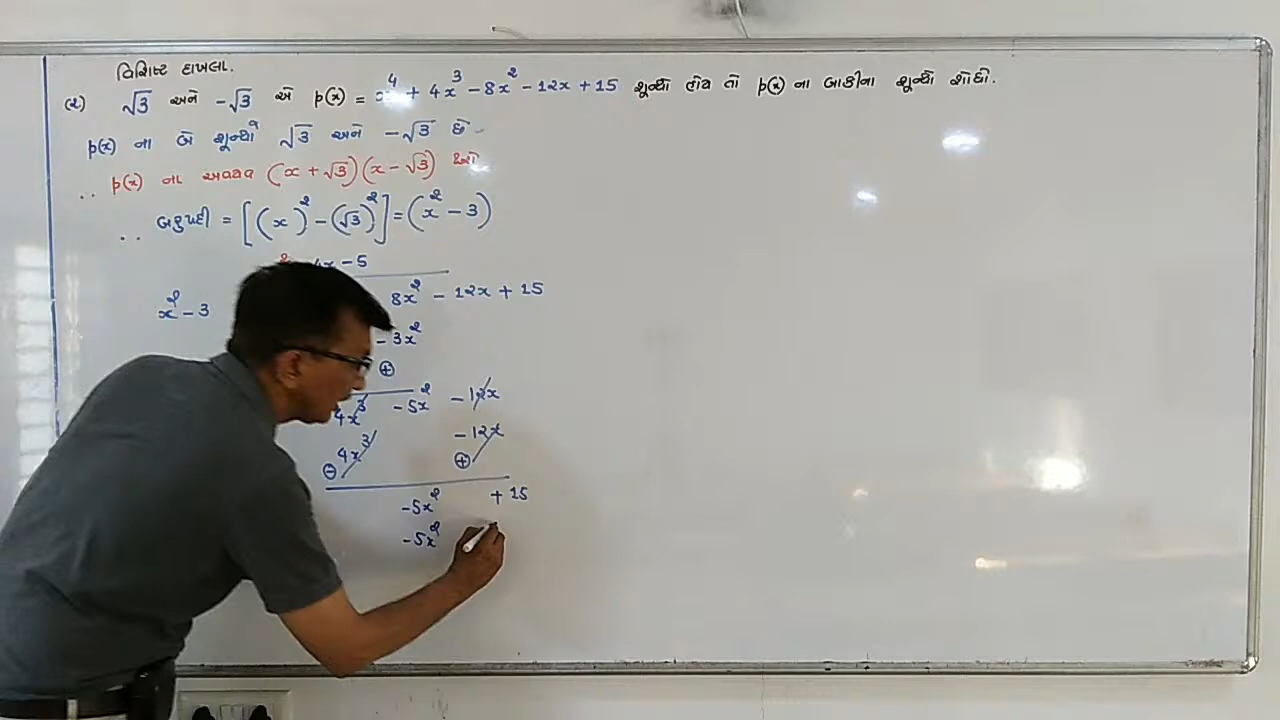 વિશિષ્ટ દાખલા.
(૨) √3 અને -√3 એ p(x) = x⁴ + 4x³ - 8x² - 12x + 15 શૂન્યો હોય તો p(x) ના બાકીના શૂન્યો શોધો.
p(x) ના બે શૂન્યો √3 અને -√3 છે.
∴ p(x) ના અવયવ (x + √3)(x - √3) થશે
∴ બહુપદી = [(x)² - (√3)²] = (x² - 3)
4x - 5
x² - 3
8x² - 12x + 15
- 3x²
⊕
4x³ - 5x² - 12x
4x³ - 12x
⊖ ⊕
-5x² + 15
-5x²